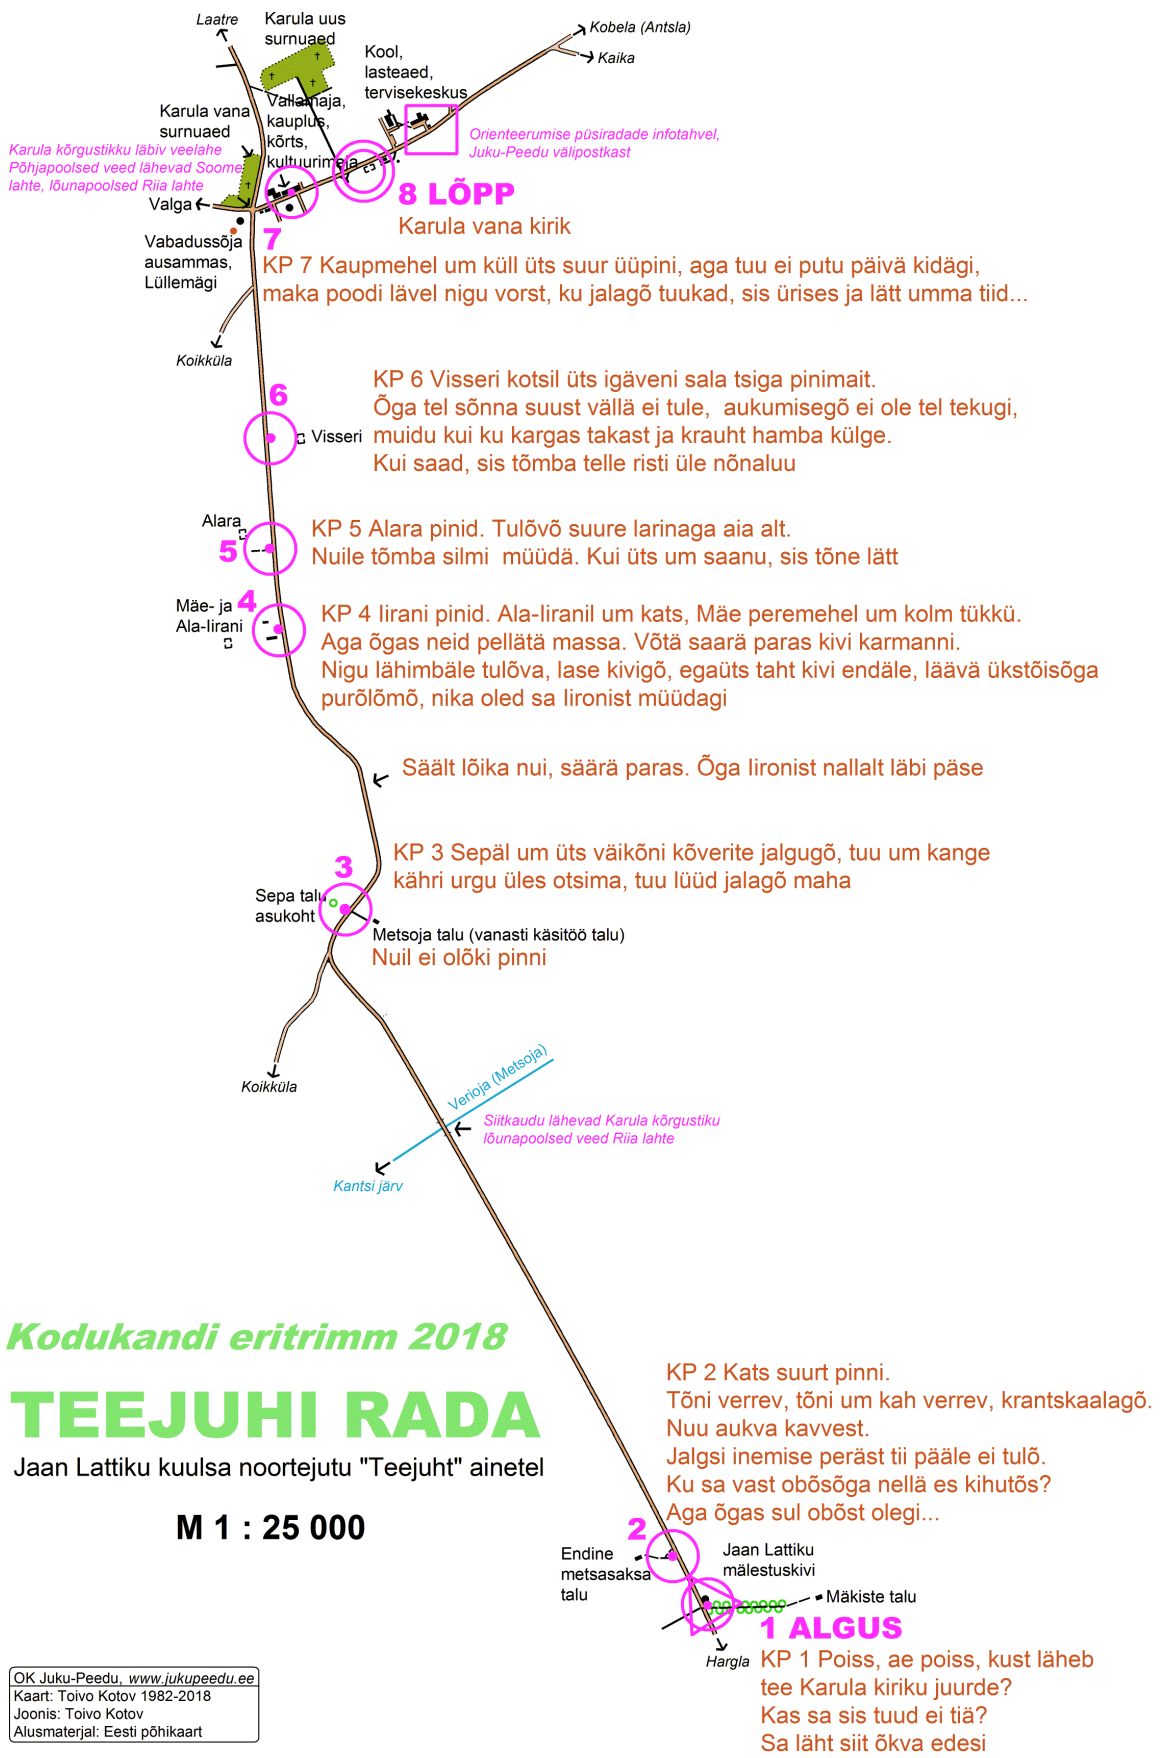 Laatre
Karula uus
surnuaed
Kobela (Antsla)
Kaika
Kool,
lasteaed,
tervisekeskus
Karula vana
surnuaed
Vallamaja,
kauplus,
kõrts,
kultuurimaja
Orienteerumise püsiradade infotahvel,
Juku-Peedu välipostkast
Karula kõrgustikku läbiv veelahe
Põhjapoolsed veed lähevad Soome
lahte, lõunapoolsed Riia lahte
Valga
8 LÕPP
Karula vana kirik
7
Vabadussõja
ausammas,
Lüllemägi
KP 7 Kaupmehel um küll üts suur üüpini, aga tuu ei putu päivä kidägi,
maka poodi lävel nigu vorst, ku jalagõ tuukad, sis ürises ja lätt umma tiid...
Koikküla
6
Visseri
KP 6 Visseri kotsil üts igäveni sala tsiga pinimait.
Õga tel sõnna suust vällä ei tule, aukumisegõ ei ole tel tekugi,
muidu kui ku kargas takast ja krauht hamba külge.
Kui saad, sis tõmba telle risti üle nõnaluu
Alara
5
KP 5 Alara pinid. Tulõvõ suure larinaga aia alt.
Nuile tõmba silmi müüdä. Kui üts um saanu, sis tõne lätt
4
Mäe- ja
Ala-Iirani
KP 4 Iirani pinid. Ala-Iiranil um kats, Mäe peremehel um kolm tükkü.
Aga õgas neid pellätä massa. Võtä saarä paras kivi karmanni.
Nigu lähimbäle tulõva, lase kivigõ, egaüts taht kivi endäle, läävä ükstõisõga
purõlõmõ, nika oled sa Iironist müüdagi
Säält lõika nui, säärä paras. Õga Iironist nallalt läbi päse
3
KP 3 Sepäl um üts väikõni kõverite jalgugõ, tuu um kange
kähri urgu üles otsima, tuu lüüd jalagõ maha
Sepa talu
asukoht
Metsoja talu (vanasti käsitöö talu)
Nuil ei olõki pinni
Koikküla
Verioja (Metsoja)
Siitkaudu lähevad Karula kõrgustiku
lõunapoolsed veed Riia lahte
Kantsi järv
Kodukandi eritrimm 2018
TEEJUHI RADA
Jaan Lattiku kuulsa noortejutu "Teejuht" ainetel
M 1 : 25 000
KP 2 Kats suurt pinni.
Tõni verrev, tõni um kah verrev, krantskaalagõ.
Nuu aukva kavvest.
Jalgsi inemise peräst tii pääle ei tulõ.
Ku sa vast obõsõga nellä es kihutõs?
Aga õgas sul obõst olegi...
2
Endine
metsasaksa
talu
Jaan Lattiku
mälestuskivi
Mäkiste talu
1 ALGUS
Hargla
KP 1 Poiss, ae poiss, kust läheb
tee Karula kiriku juurde?
Kas sa sis tuud ei tiä?
Sa läht siit õkva edesi
OK Juku-Peedu, www.jukupeedu.ee
Kaart: Toivo Kotov 1982-2018
Joonis: Toivo Kotov
Alusmaterjal: Eesti põhikaart